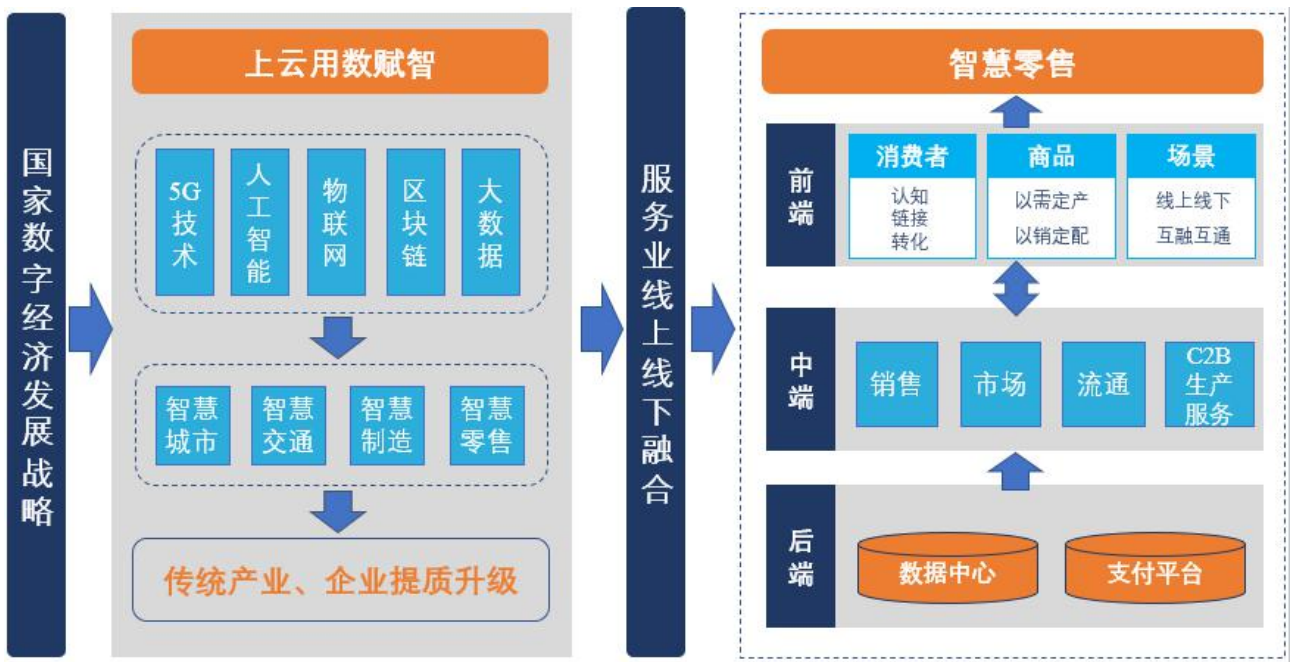 国家数字经济发展战略
上云用数赋智
5G
技术
人工智能
物联网
区块链
大数据
智慧
城市
智慧
交通
智慧
制造
智慧
零售
传统产业、企业提质升级
服务业线上线下融合
智慧零售
前端
消费者
认知
链接
转化
商品
以需定产
以销定配
场景
线上线下
互融互通
中端
销售
市场
流通
C2B
生产
服务
后端
数据中心
支付平台